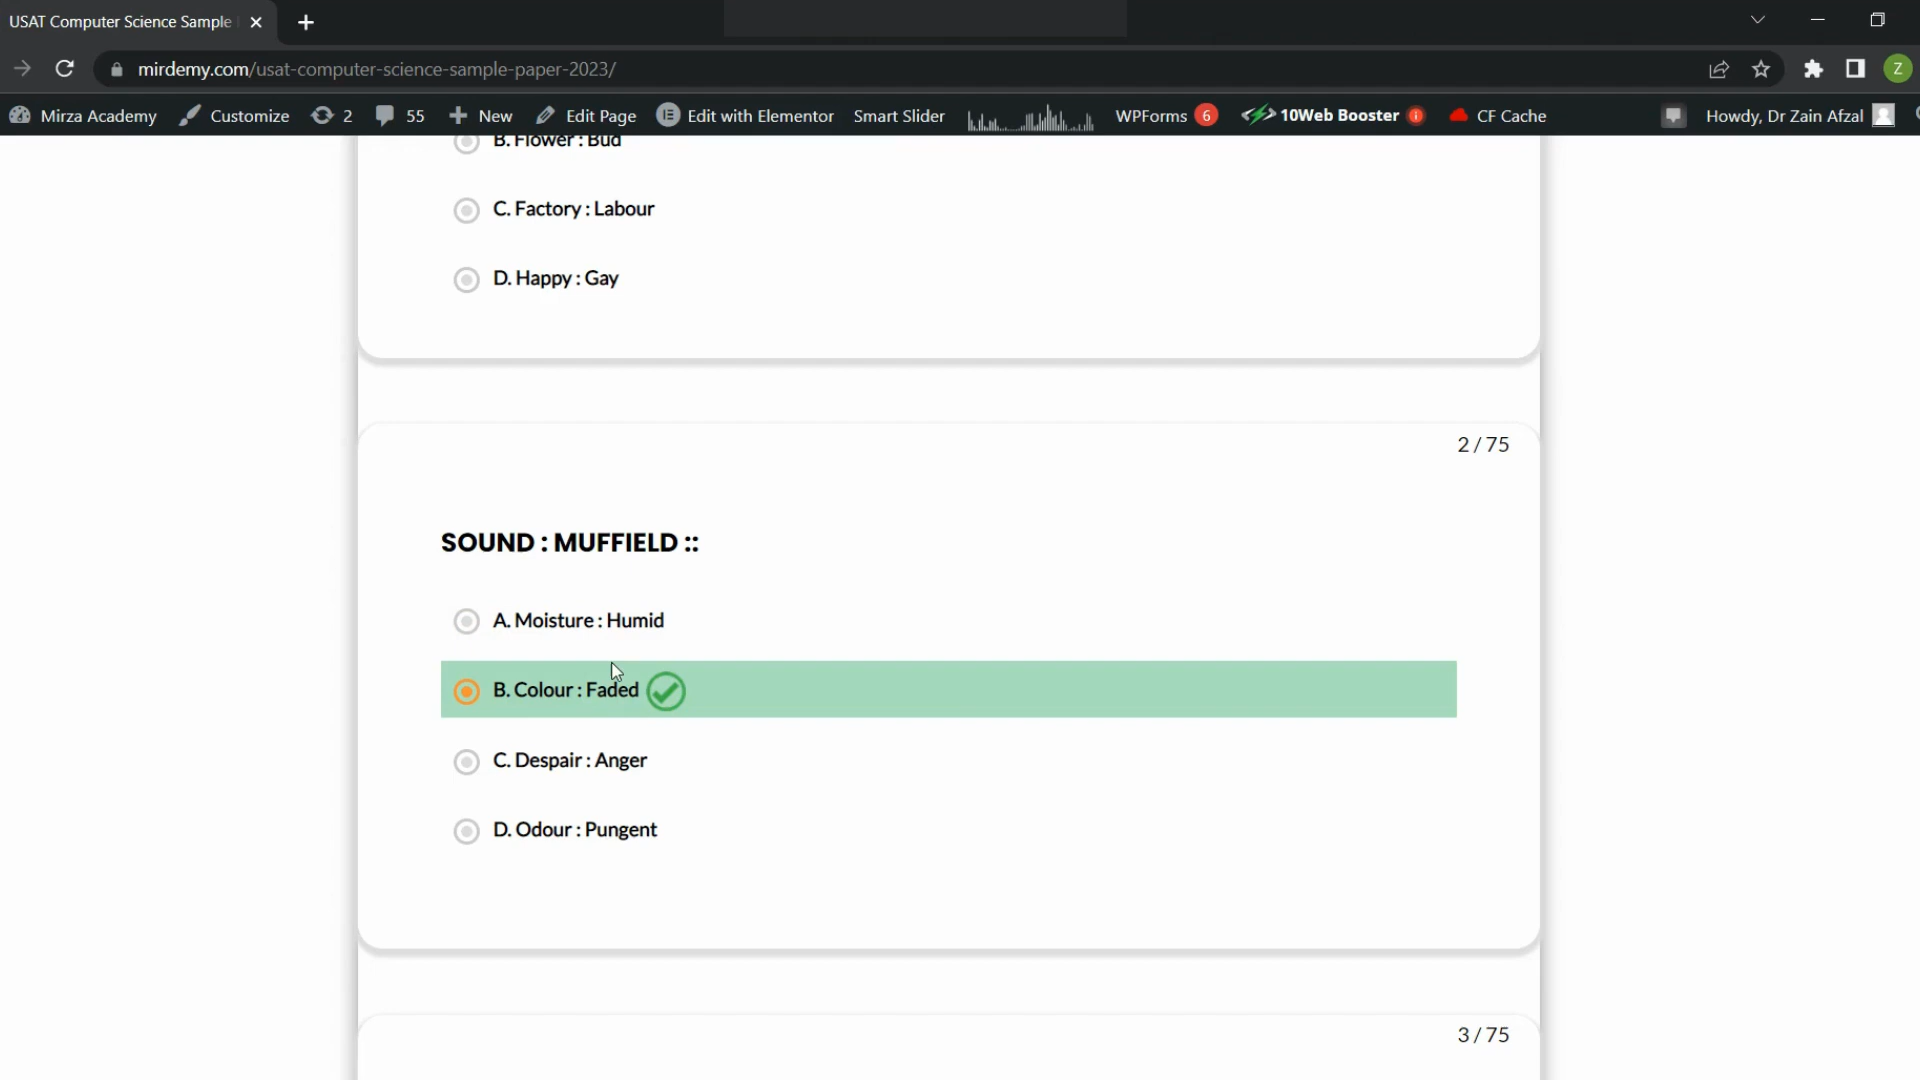 USAT Computer Science Sample
mirdemy.com/usat-computer-science-sample-paper-2023/
Z
Mirza Academy
Customize
2
55
New
Edit Page
Edit with Elementor
Smart Slider
WPForms 6
10Web Booster
CF Cache
Howdy, Dr Zain Afzal
B. Flower : Bud
C. Factory : Labour
D. Happy : Gay
2 / 75
SOUND : MUFFIELD ::
A. Moisture : Humid
B. Colour : Faded
C. Despair : Anger
D. Odour : Pungent
3 / 75